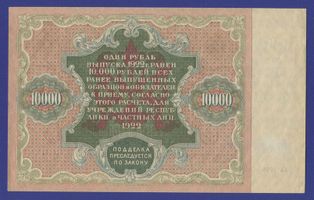 ОДИН РУБЛЬ
ВЫПУСКА 1922 г. РАВЕН
10.000 РУБЛЕЙ ВСЕХ
РАНЕЕ ВЫПУЩЕННЫХ
ОБРАЗЦОВ И ОБЯЗАТЕЛЕН
К ПРИЕМУ, СОГЛАСНО
ЭТОГО РАСЧЕТА, ДЛЯ
УЧРЕЖДЕНИЙ РЕСПУБ
ЛИКИ И ЧАСТНЫХ ЛИЦ
1922
10000
10000
ПОДДЕЛКА
ПРЕСЛЕДУЕТСЯ
ПО ЗАКОНУ